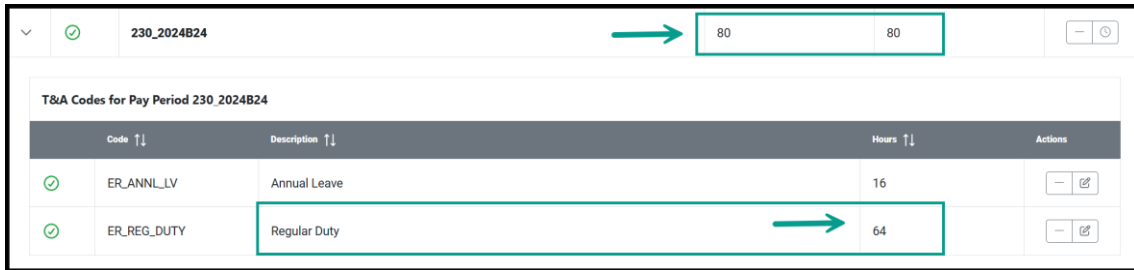 230_2024B24 80 80
T&A Codes for Pay Period 230_2024B24
Code Description Hours Actions
ER_ANNL_LV Annual Leave 16
ER_REG_DUTY Regular Duty 64